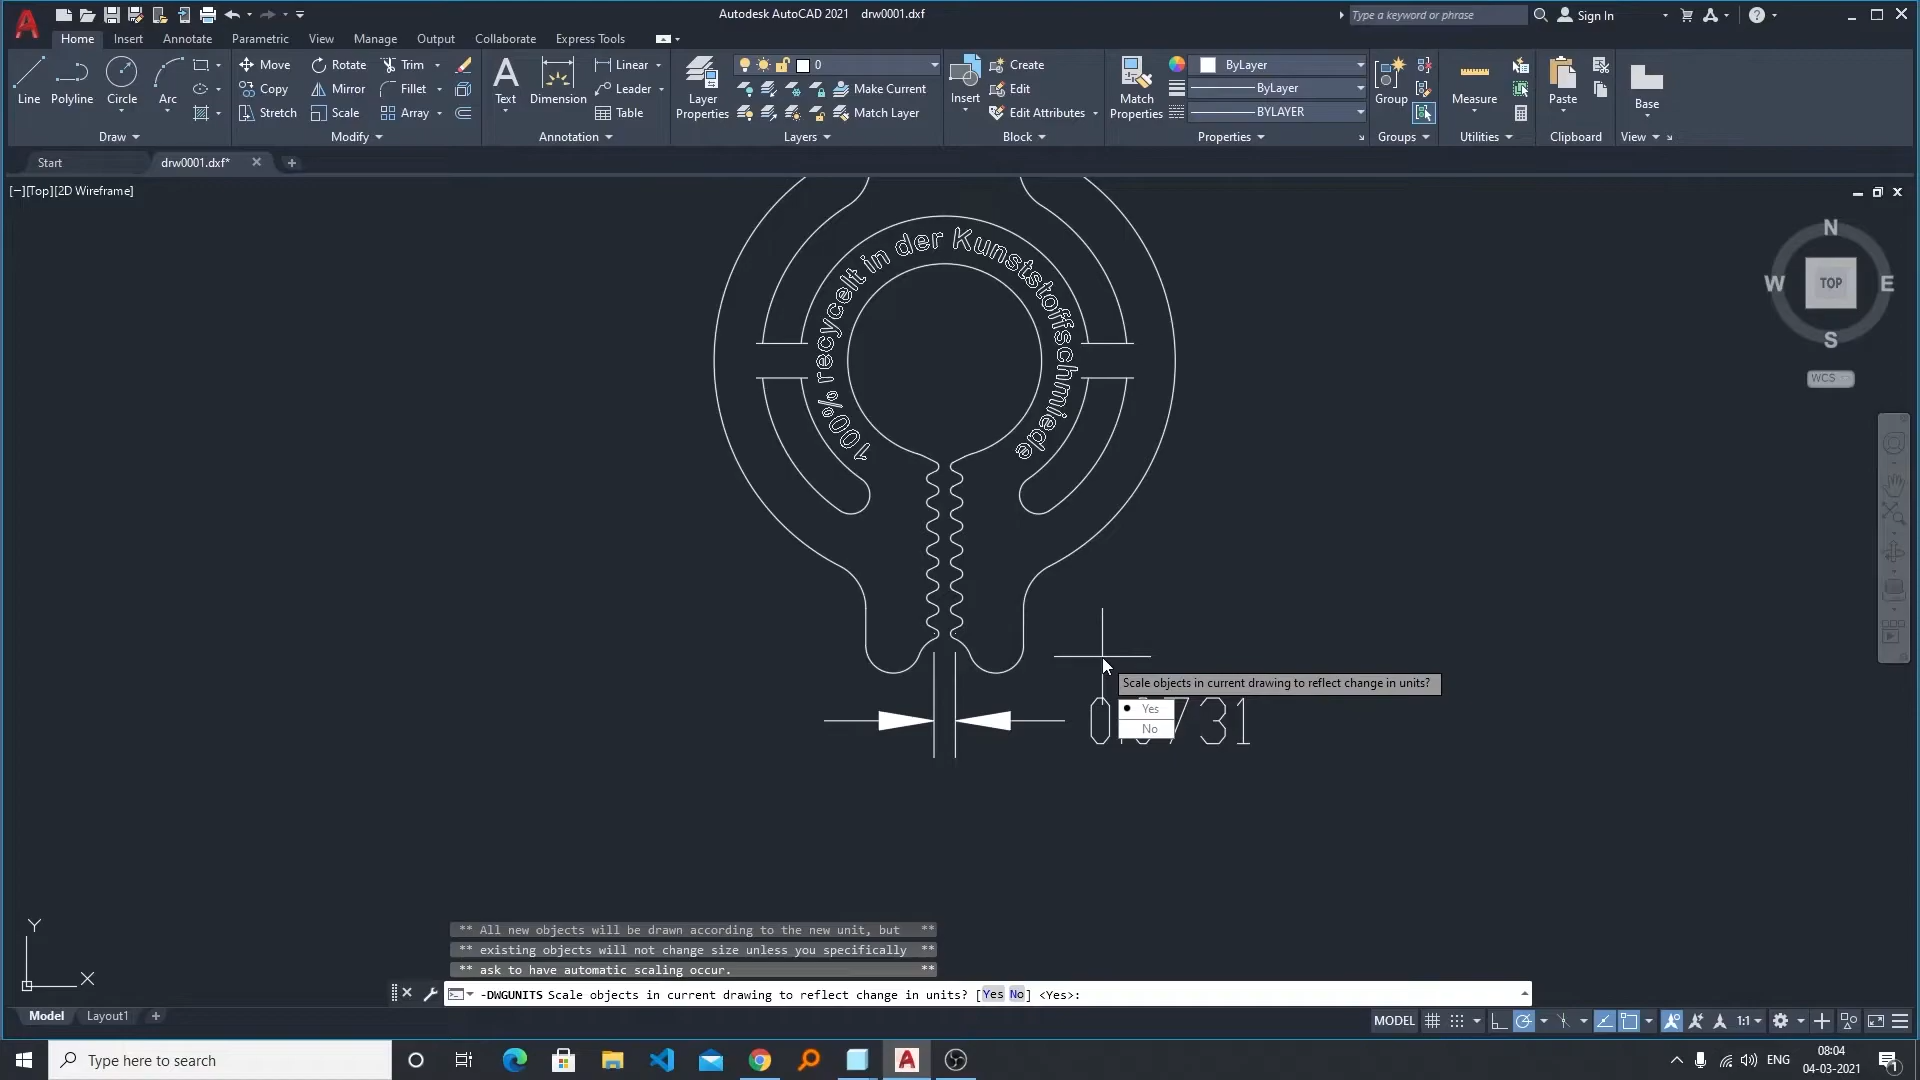 Autodesk AutoCAD 2021 drw0001.dxf
Type a keyword or phrase
Sign In
Home Insert Annotate Parametric View Manage Output Collaborate Express Tools
Line Polyline Circle Arc
Move Rotate Trim
Copy Mirror Fillet
Stretch Scale Array
Text Dimension
Linear
Leader
Table
Layer Properties
0
Make Current
Match Layer
Insert
Create
Edit
Edit Attributes
Match Properties
ByLayer
ByLayer
BYLAYER
Group
Measure
Paste
Base
Draw Modify Annotation Layers Block Properties Groups Utilities Clipboard View
Start drw0001.dxf*
[−][Top][2D Wireframe]
N
W TOP E
S
WCS
100% recycelt in der Kunststoffschmiede
Scale objects in current drawing to reflect change in units?
Yes
No
Y
X
** All new objects will be drawn according to the new unit, but **
** existing objects will not change size unless you specifically **
** ask to have automatic scaling occur. **
-DWGUNITS Scale objects in current drawing to reflect change in units? [Yes No] <Yes>:
Model Layout1
MODEL
1:1
Type here to search
ENG
08:04
04-03-2021
1